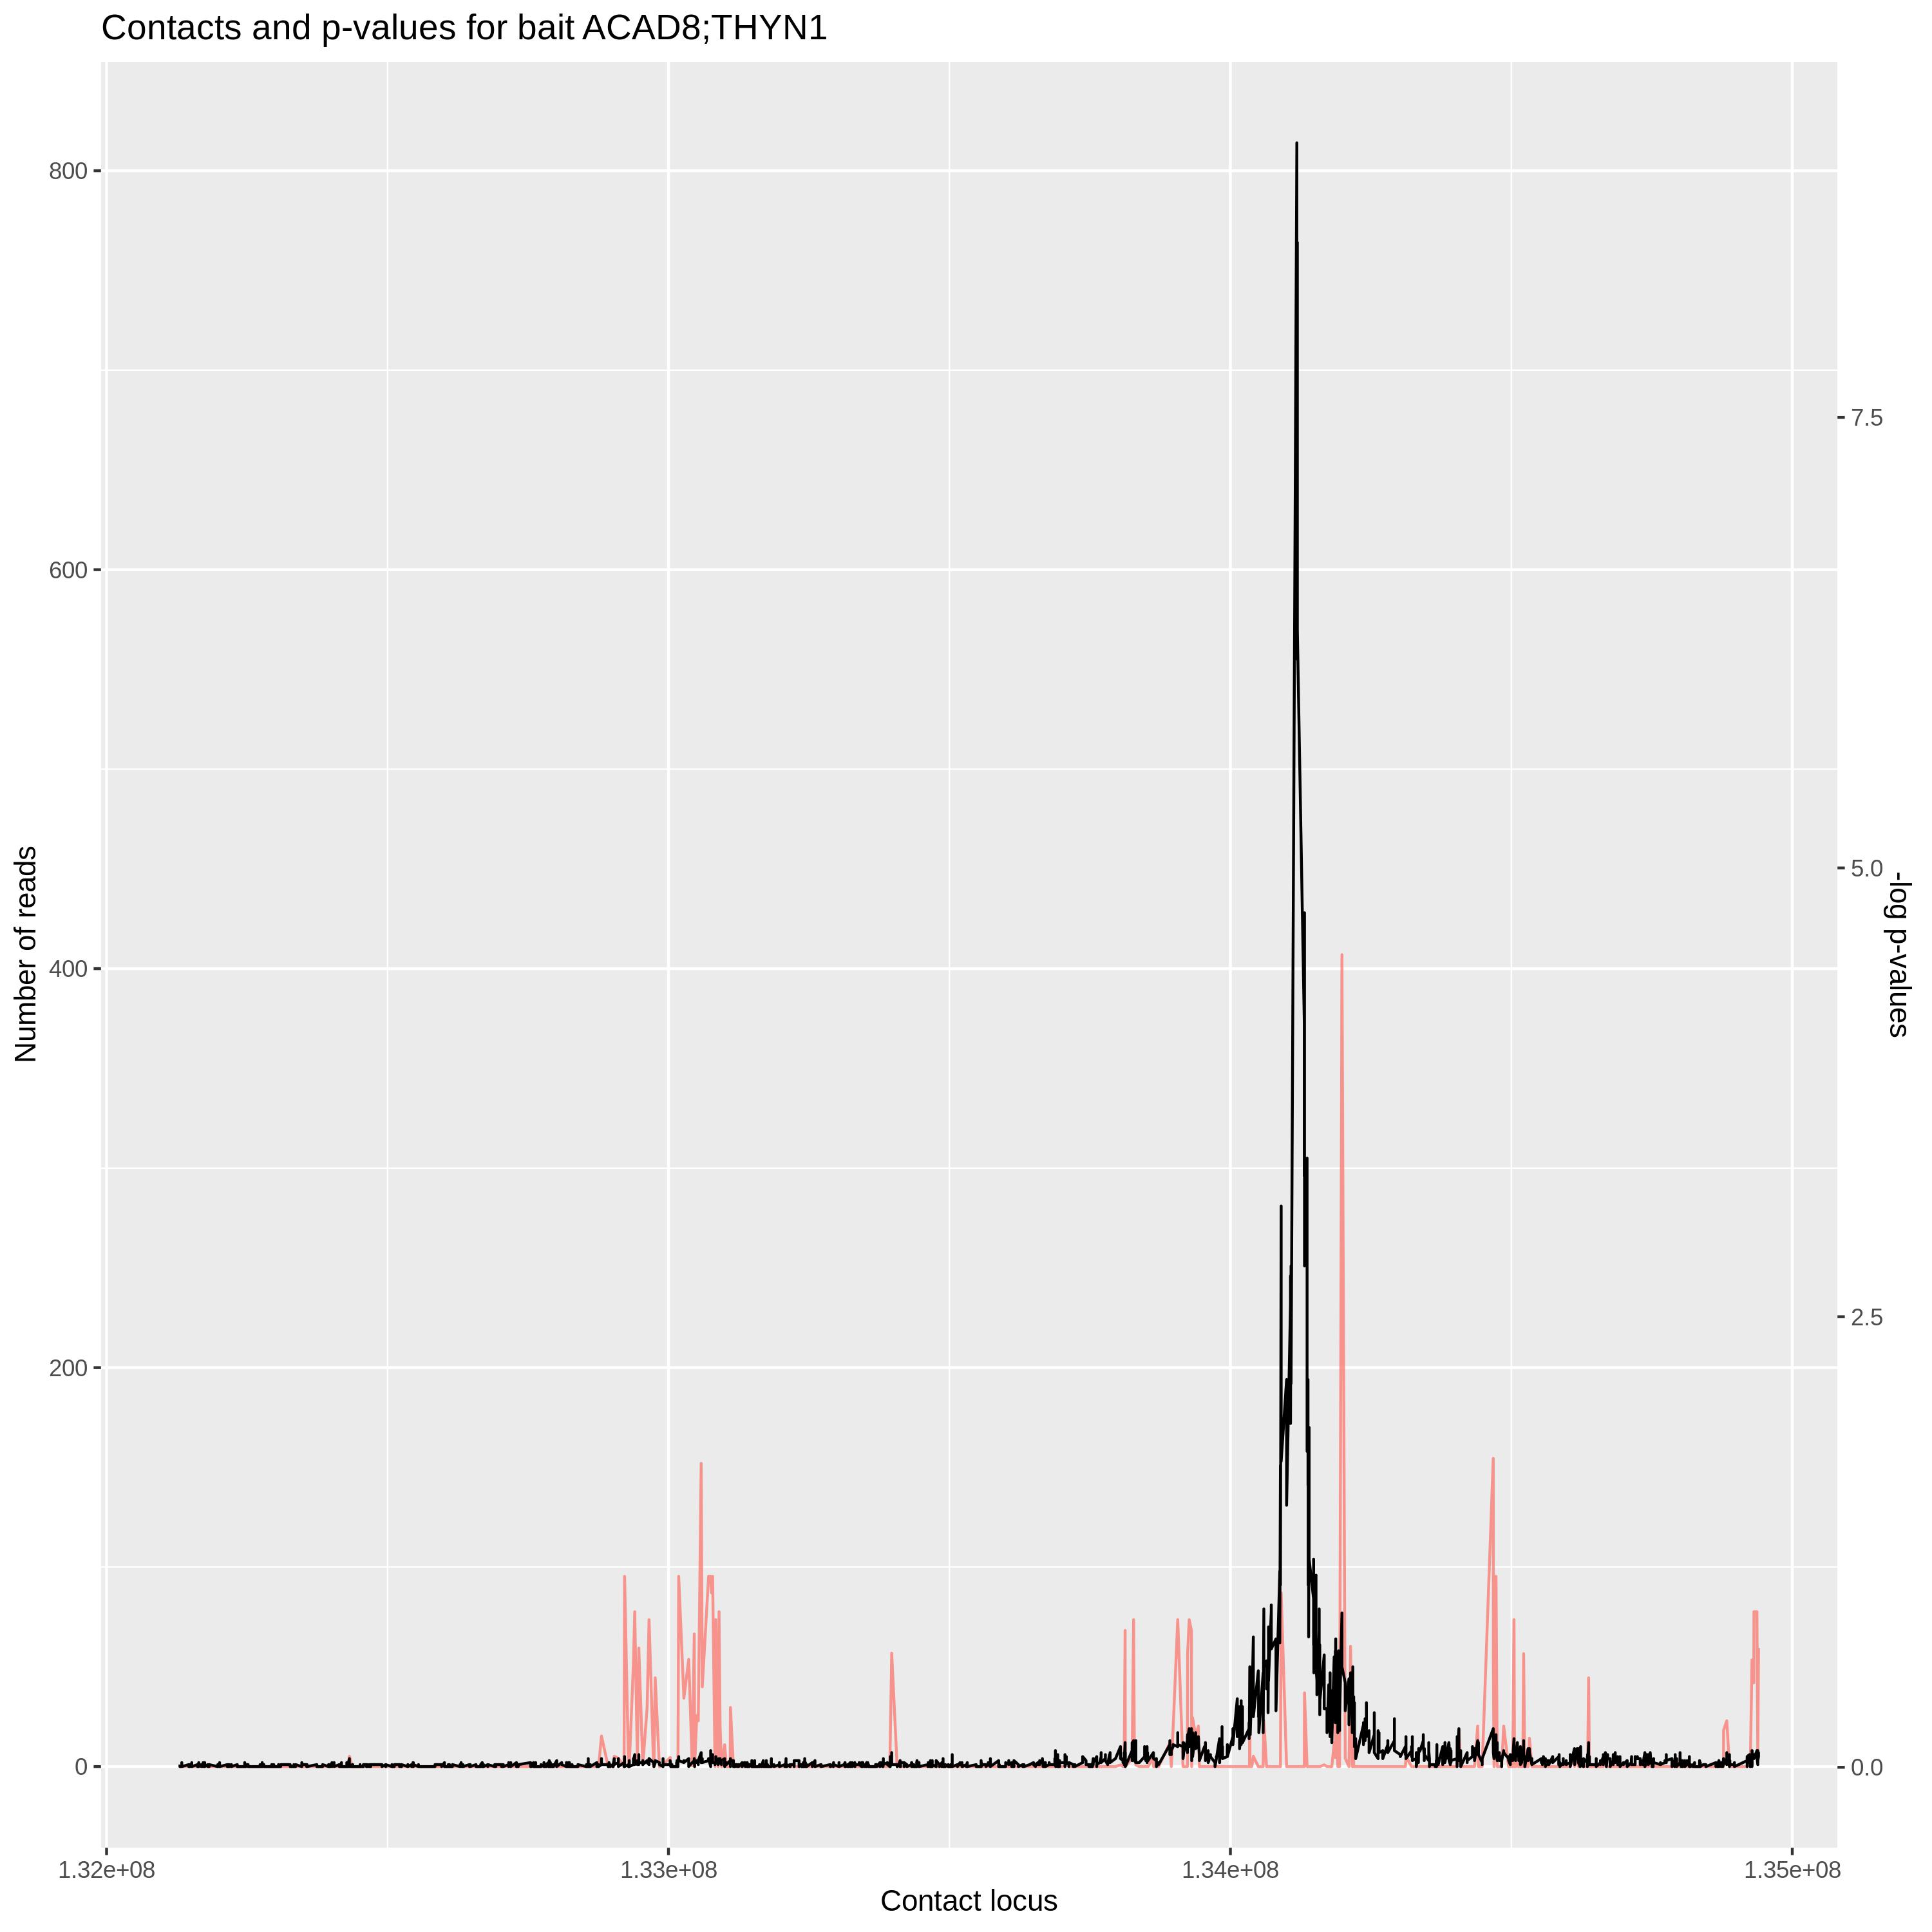 Contacts and p-values for bait ACAD8;THYN1
800
600
400
200
0
Number of reads
7.5
5.0
2.5
0.0
-log p-values
1.32e+08
1.33e+08
1.34e+08
1.35e+08
Contact locus